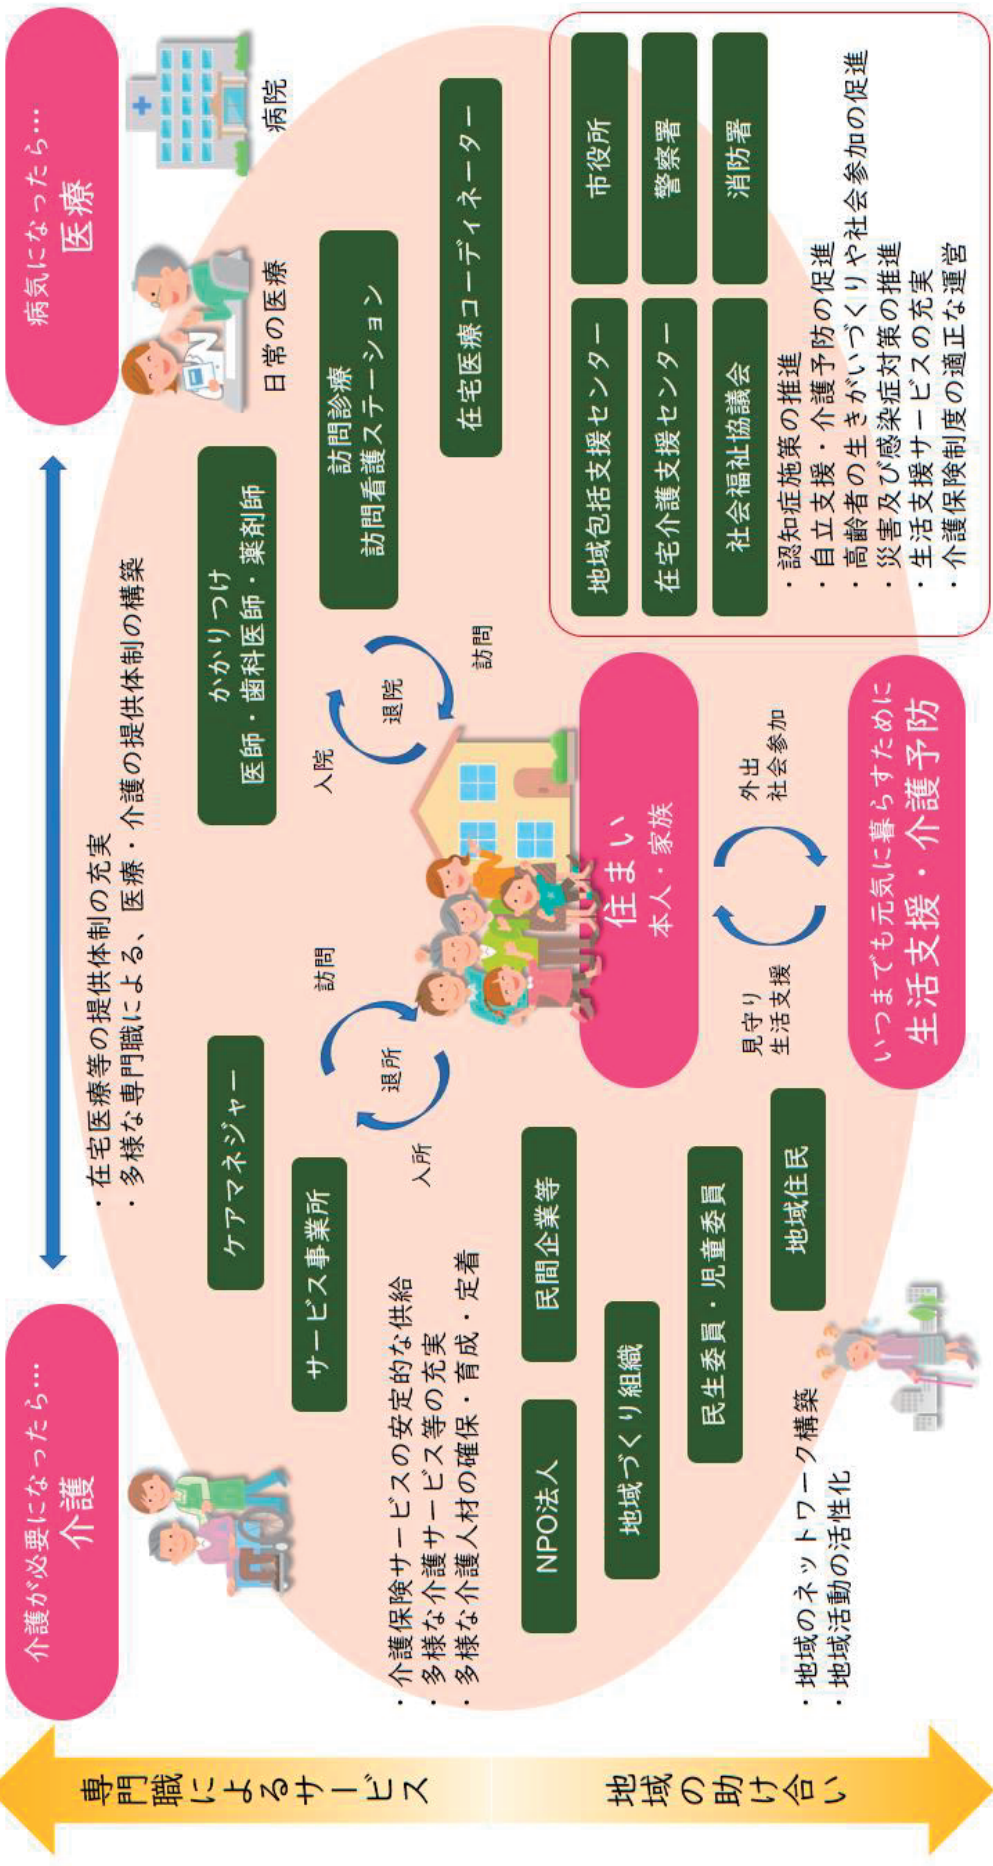 介護が必要になったら…
介護
病気になったら…
医療
・在宅医療等の提供体制の充実
・多様な専門職による、医療・介護の提供体制の構築
日常の医療
病院
ケアマネジャー
サービス事業所
かかりつけ
医師・歯科医師・薬剤師
訪問診療
訪問看護ステーション
在宅医療コーディネーター
訪問
退所
入所
入院
退院
訪問
・介護保険サービスの安定的な供給
・多様な介護サービス等の充実
・多様な介護人材の確保・育成・定着
住まい
本人・家族
NPO法人
民間企業等
地域づくり組織
民生委員・児童委員
地域住民
見守り
生活支援
外出
社会参加
いつまでも元気に暮らすために
生活支援・介護予防
・地域のネットワーク構築
・地域活動の活性化
地域包括支援センター
市役所
在宅介護支援センター
警察署
社会福祉協議会
消防署
・認知症施策の推進
・自立支援・介護予防の促進
・高齢者の生きがいづくりや社会参加の促進
・災害及び感染症対策の推進
・生活支援サービスの充実
・介護保険制度の適正な運営
専門職によるサービス
地域の助け合い